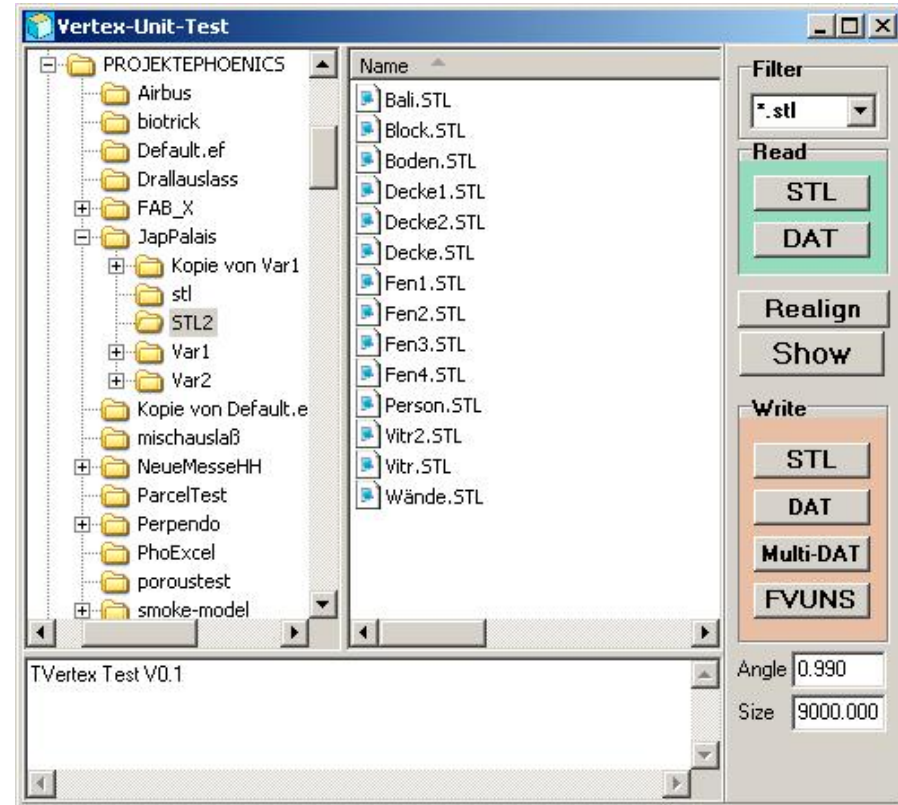 Vertex-Unit-Test
PROJEKTEPHOENICS
Airbus
biotrick
Default.ef
Drallauslass
FAB_X
JapPalais
Kopie von Var1
stl
STL2
Var1
Var2
Kopie von Default.e
mischauslaß
NeueMesseHH
ParcelTest
Perpendo
PhoExcel
poroustest
smoke-model
Name
Bali.STL
Block.STL
Boden.STL
Decke1.STL
Decke2.STL
Decke.STL
Fen1.STL
Fen2.STL
Fen3.STL
Fen4.STL
Person.STL
Vitr2.STL
Vitr.STL
Wände.STL
Filter
*.stl
Read
STL
DAT
Realign
Show
Write
STL
DAT
Multi-DAT
FVUNS
Angle 0.990
Size 9000.000
TVertex Test V0.1